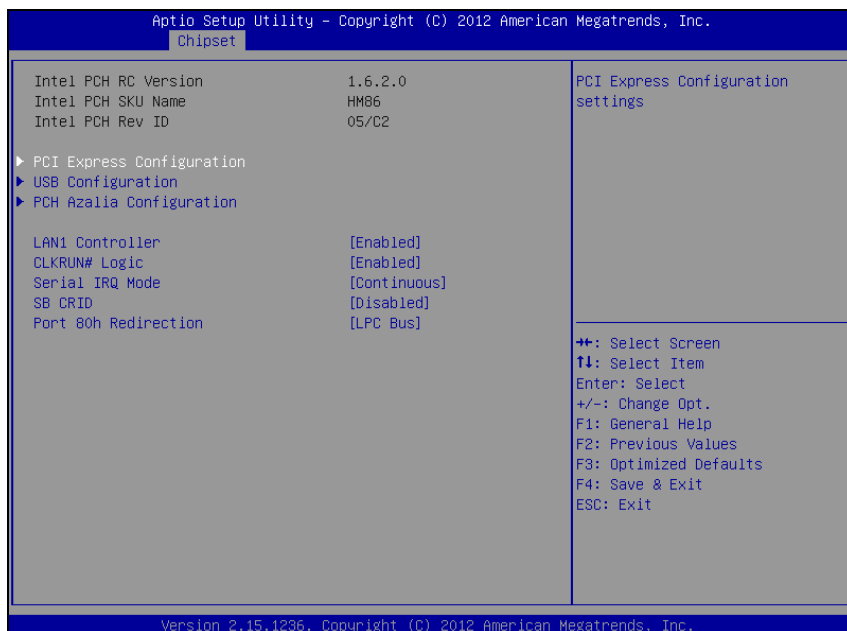 Aptio Setup Utility – Copyright (C) 2012 American Megatrends, Inc.
Chipset
Intel PCH RC Version 1.6.2.0
Intel PCH SKU Name HM86
Intel PCH Rev ID 05/C2
PCI Express Configuration
USB Configuration
PCH Azalia Configuration
LAN1 Controller [Enabled]
CLKRUN# Logic [Enabled]
Serial IRQ Mode [Continuous]
SB CRID [Disabled]
Port 80h Redirection [LPC Bus]
PCI Express Configuration
settings
→←: Select Screen
↑↓: Select Item
Enter: Select
+/-: Change Opt.
F1: General Help
F2: Previous Values
F3: Optimized Defaults
F4: Save & Exit
ESC: Exit
Version 2.15.1236. Copyright (C) 2012 American Megatrends, Inc.